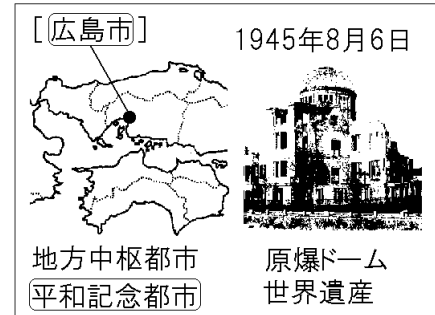 [広島市]
1945年8月6日
地方中枢都市
平和記念都市
原爆ドーム
世界遺産